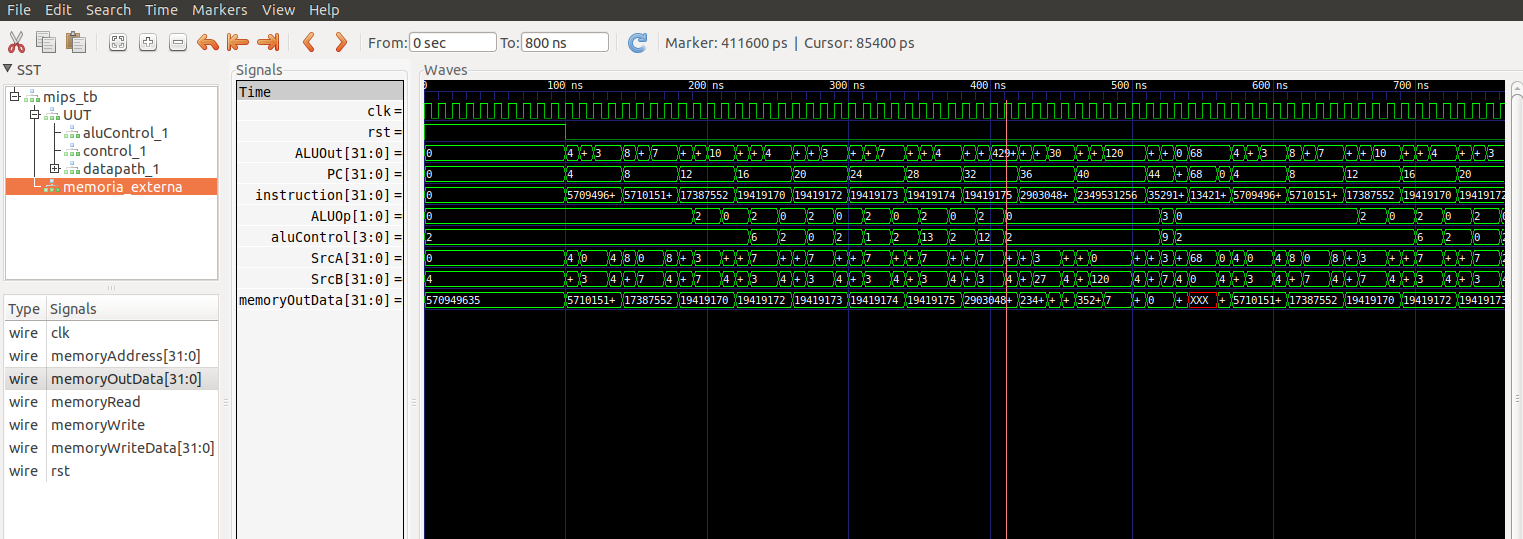 File Edit Search Time Markers View Help
From: 0 sec To: 800 ns Marker: 411600 ps | Cursor: 85400 ps
SST
mips_tb
UUT
aluControl_1
control_1
datapath_1
memoria_externa
Type Signals
wire clk
wire memoryAddress[31:0]
wire memoryOutData[31:0]
wire memoryRead
wire memoryWrite
wire memoryWriteData[31:0]
wire rst
Signals
Time
clk =
rst =
ALUOut[31:0] =
PC[31:0] =
instruction[31:0] =
ALUOp[1:0] =
aluControl[3:0] =
SrcA[31:0] =
SrcB[31:0] =
memoryOutData[31:0] =
Waves
0 100 ns 200 ns 300 ns 400 ns 500 ns 600 ns 700 ns
0 4 + 3 8 + 7 + + 10 + + 4 + + 3 + + 7 + + 4 + + 429+ + + 30 + + 120 + + 0 68 4 + 3 8 + 7 + + 10 + + 4 + + 3
0 4 8 12 16 20 24 28 32 36 40 44 + 68 0 4 8 12 16 20
0 5709496+ 5710151+ 17387552 19419170 19419172 19419173 19419174 19419175 2903048+ 2349531256 35291+ 13421+ 5709496+ 5710151+ 17387552 19419170 19419172
0 2 0 2 0 2 0 2 0 2 0 2 0 3 0 2 0 2 0 2
2 6 2 0 2 1 2 13 2 12 2 9 2 6 2 0 2
0 4 0 4 8 0 8 + 3 + + 7 + + 7 + + 7 + + 7 + + 7 + + 3 + + 0 + + 3 + 68 0 4 0 4 8 0 8 + 3 + + 7 + + 7 2
4 + 3 4 + 7 4 + 7 4 + 3 4 + 3 4 + 3 4 + 3 4 + 3 4 + 27 4 + 120 4 + 7 4 0 4 + 3 4 + 7 4 + 7 4 + 3 4 + 3
570949635 5710151+ 17387552 19419170 19419172 19419173 19419174 19419175 2903048+ 234+ + + 352+ 7 + 0 + XXX + 5710151+ 17387552 19419170 19419172 19419173